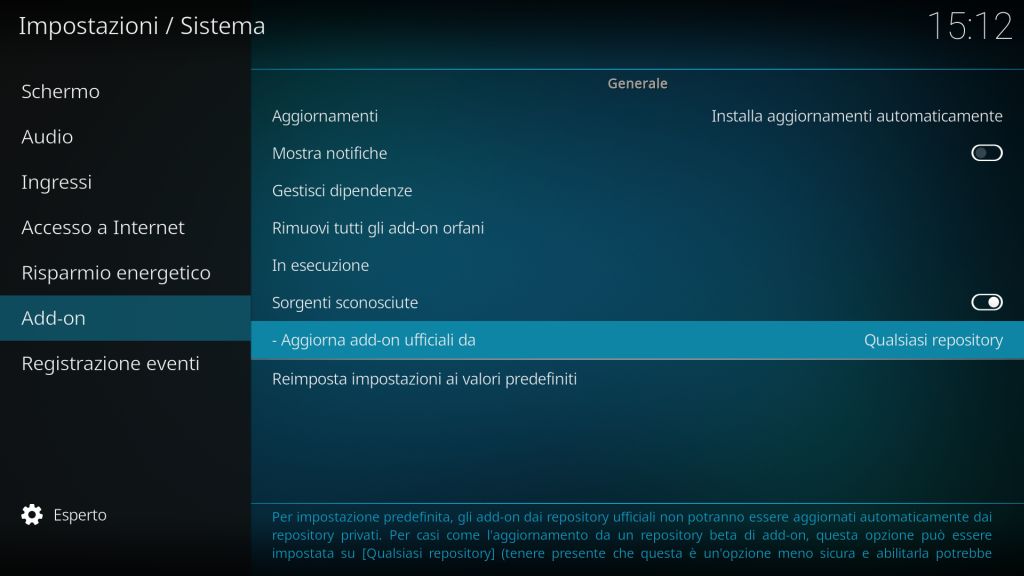 Impostazioni / Sistema
15:12
Schermo
Audio
Ingressi
Accesso a Internet
Risparmio energetico
Add-on
Registrazione eventi
Esperto
Generale
Aggiornamenti Installa aggiornamenti automaticamente
Mostra notifiche
Gestisci dipendenze
Rimuovi tutti gli add-on orfani
In esecuzione
Sorgenti sconosciute
- Aggiorna add-on ufficiali da Qualsiasi repository
Reimposta impostazioni ai valori predefiniti
Per impostazione predefinita, gli add-on dai repository ufficiali non potranno essere aggiornati automaticamente dai
repository privati. Per casi come l'aggiornamento da un repository beta di add-on, questa opzione può essere
impostata su [Qualsiasi repository] (tenere presente che questa è un'opzione meno sicura e abilitarla potrebbe